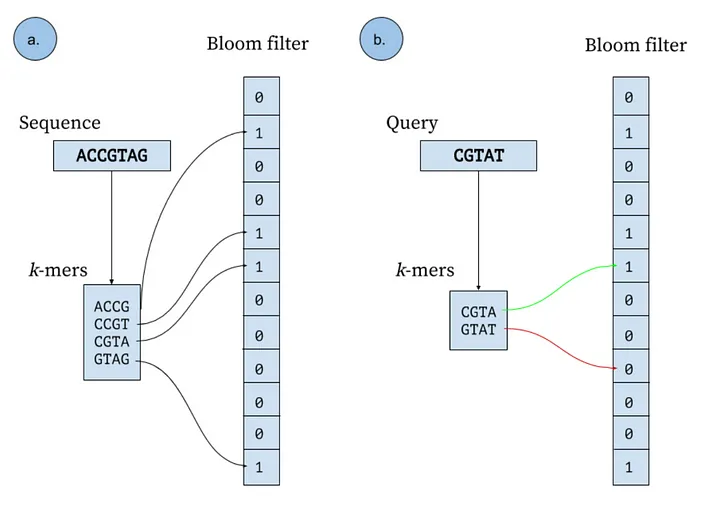 a.
Bloom filter
Sequence
ACCGTAG
k-mers
ACCG
CCGT
CGTA
GTAG
0
1
0
0
1
1
0
0
0
0
0
1
b.
Bloom filter
Query
CGTAT
k-mers
CGTA
GTAT
0
1
0
0
1
1
0
0
0
0
0
1